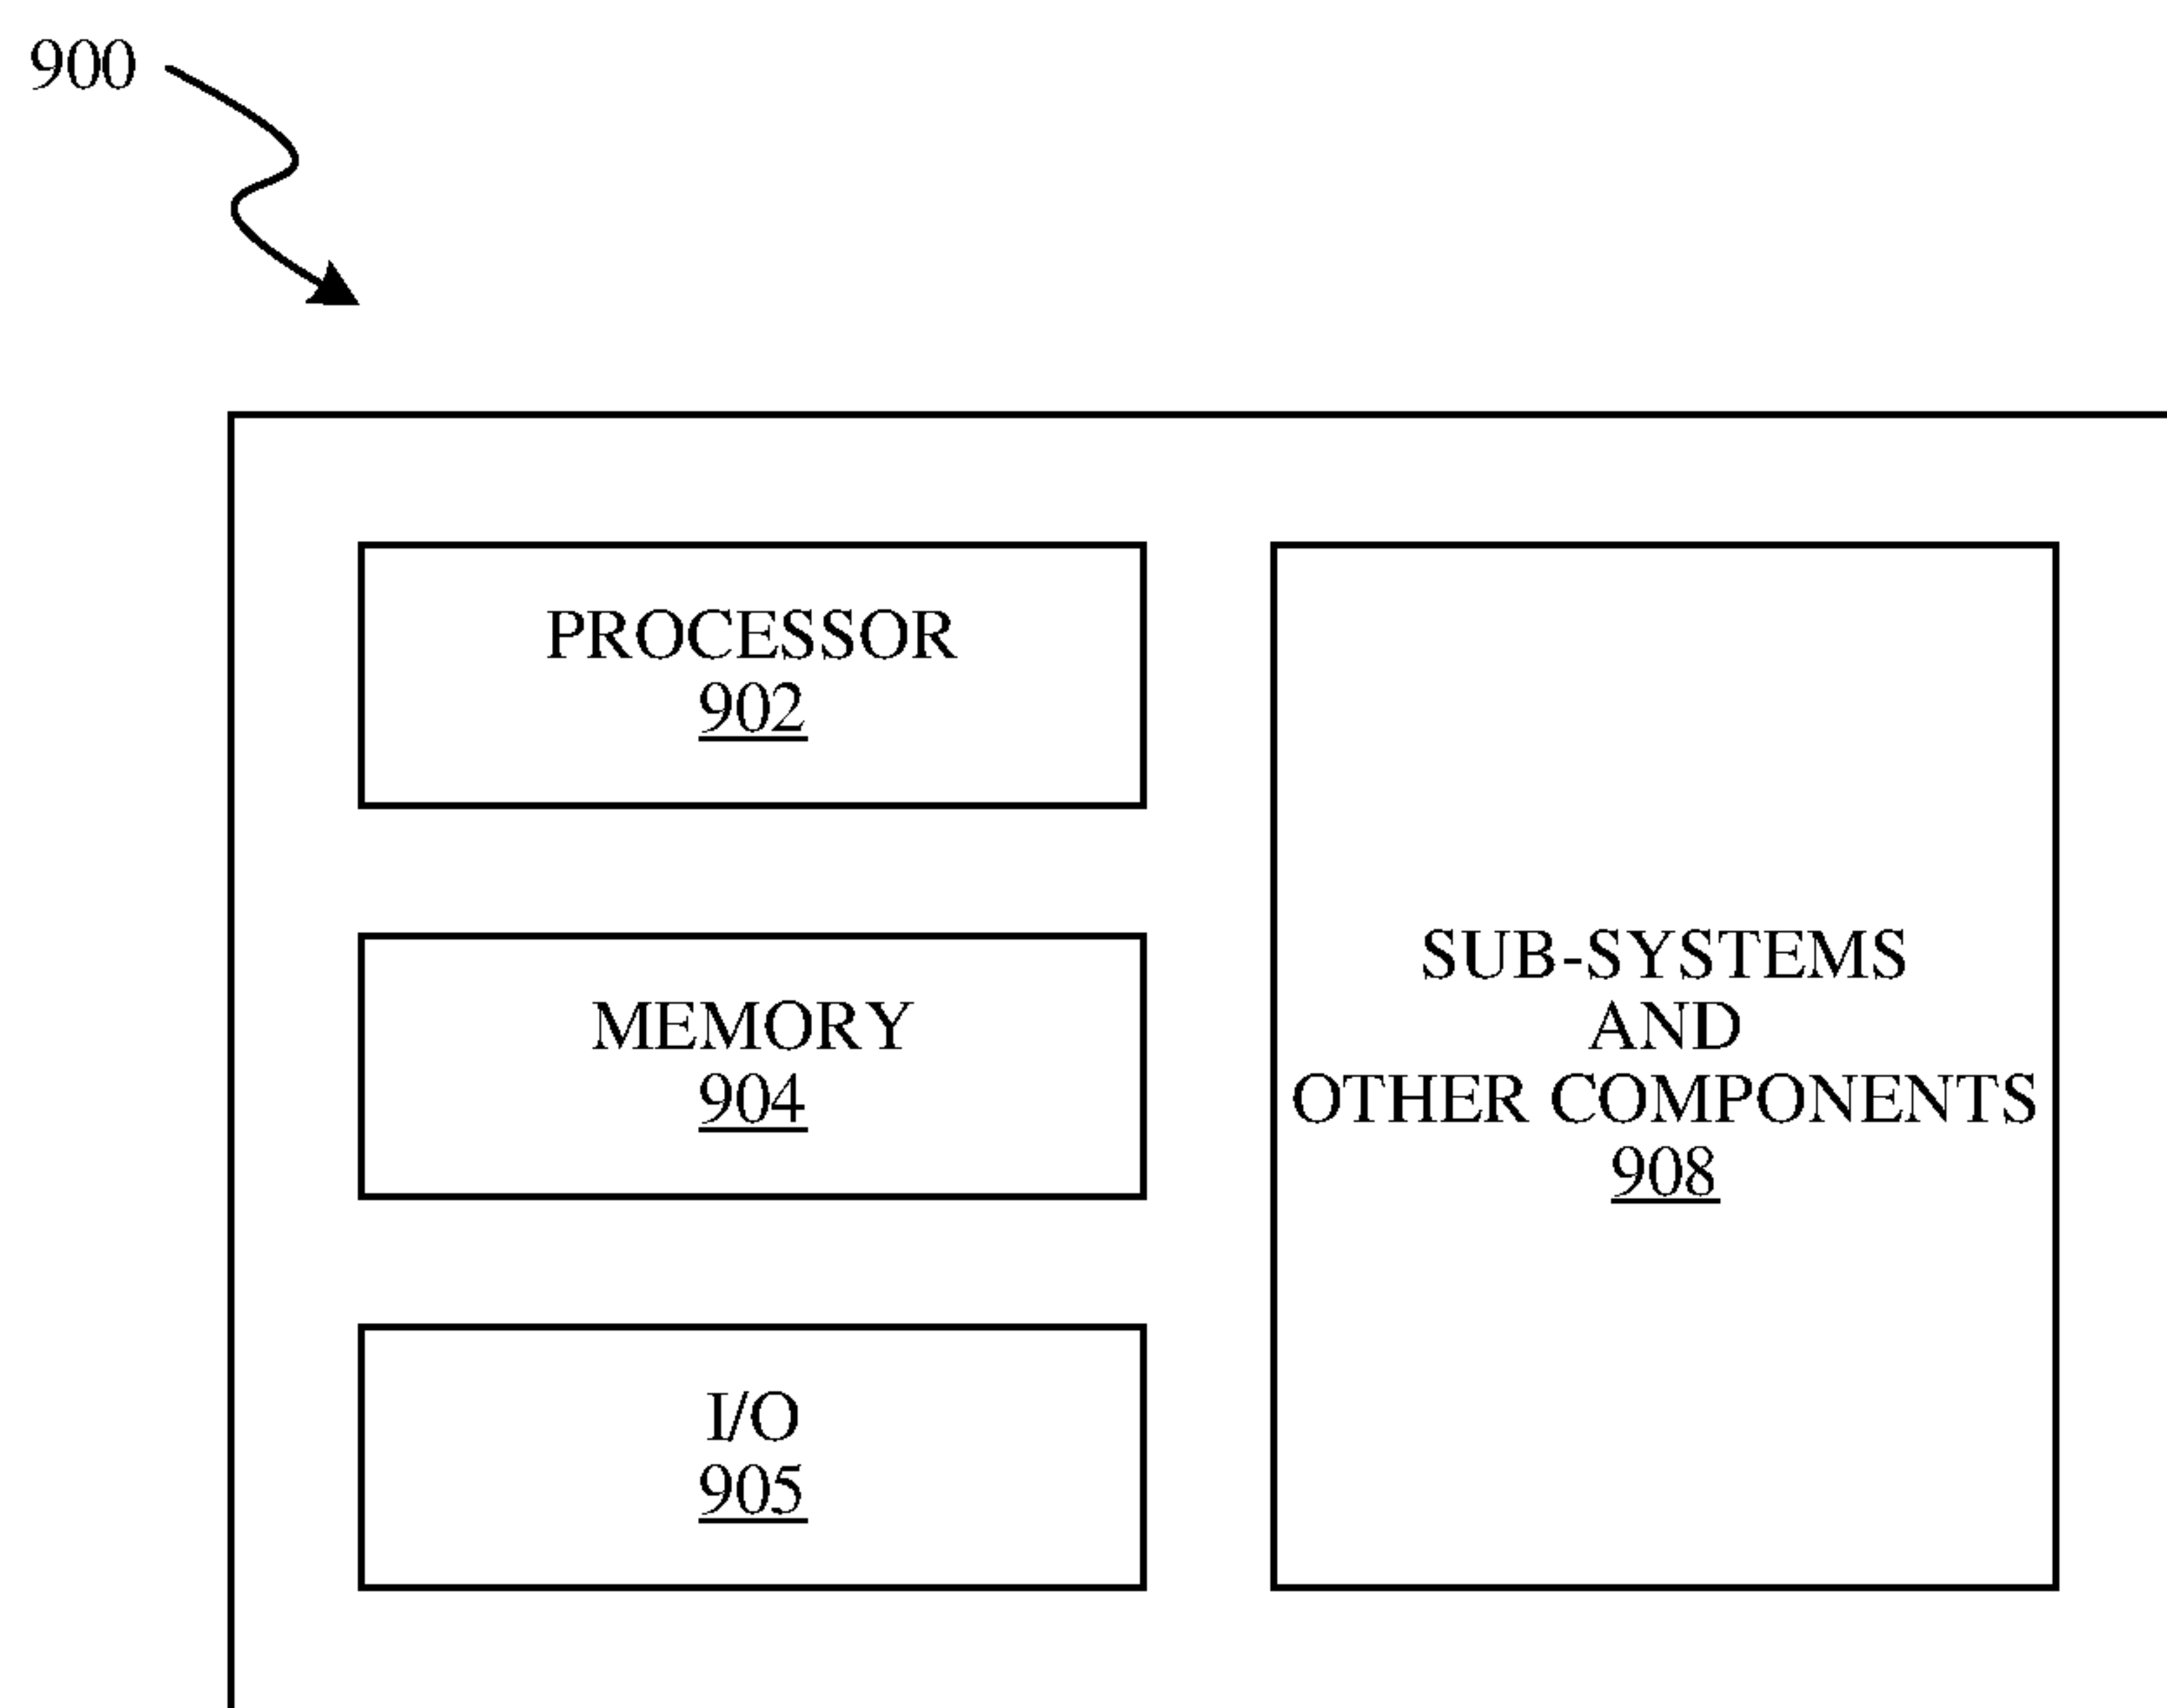 900
PROCESSOR
902
MEMORY
904
I/O
905
SUB-SYSTEMS
AND
OTHER COMPONENTS
908